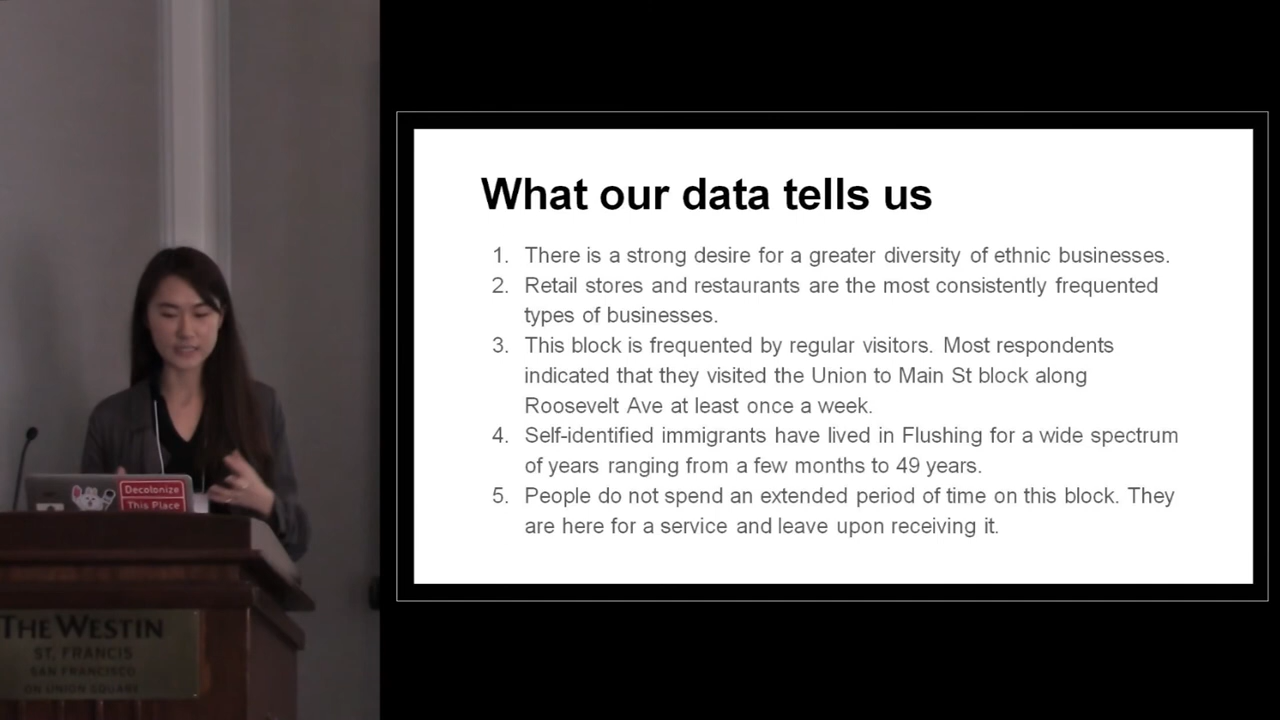 What our data tells us
1. There is a strong desire for a greater diversity of ethnic businesses.
2. Retail stores and restaurants are the most consistently frequented
types of businesses.
3. This block is frequented by regular visitors. Most respondents
indicated that they visited the Union to Main St block along
Roosevelt Ave at least once a week.
4. Self-identified immigrants have lived in Flushing for a wide spectrum
of years ranging from a few months to 49 years.
5. People do not spend an extended period of time on this block. They
are here for a service and leave upon receiving it.
Decolonize
This Place
THE WESTIN
ST. FRANCIS
SAN FRANCISCO
ON UNION SQUARE